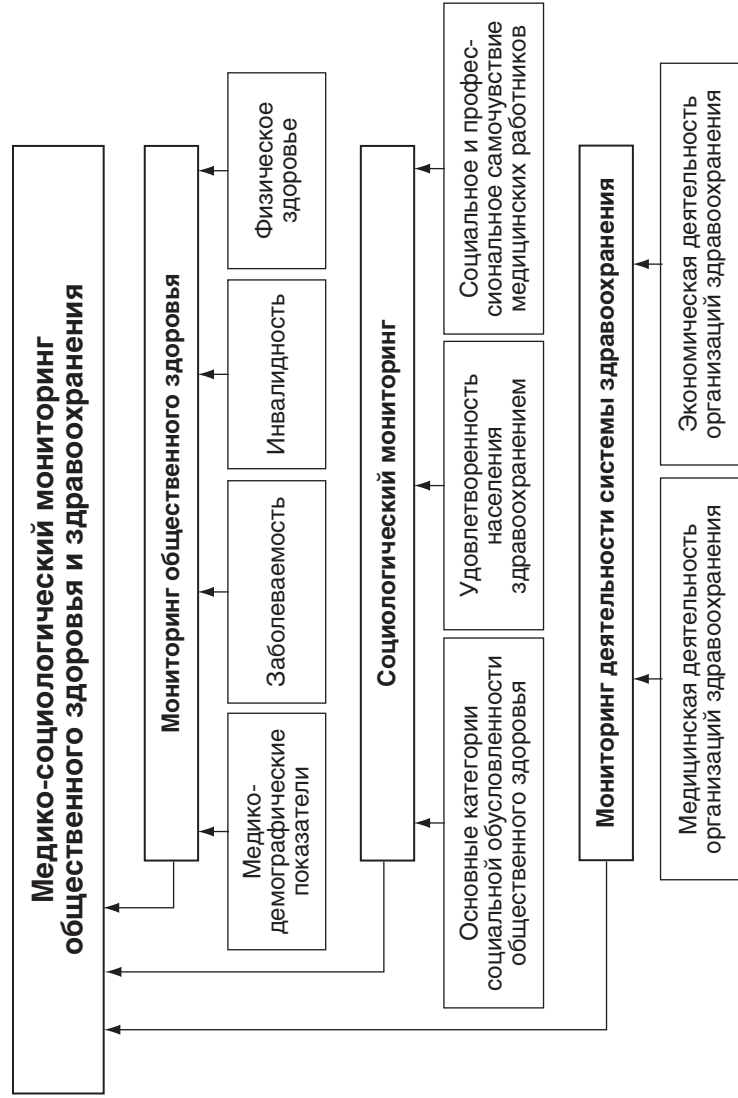 Медико-социологический мониторинг
общественного здоровья и здравоохранения
Мониторинг общественного здоровья
Медико-
демографические
показатели
Заболеваемость
Инвалидность
Физическое
здоровье
Социологический мониторинг
Основные категории
социальной обусловленности
общественного здоровья
Удовлетворенность
населения
здравоохранением
Социальное и профес-
сиональное самочувствие
медицинских работников
Мониторинг деятельности системы здравоохранения
Медицинская деятельность
организаций здравоохранения
Экономическая деятельность
организаций здравоохранения